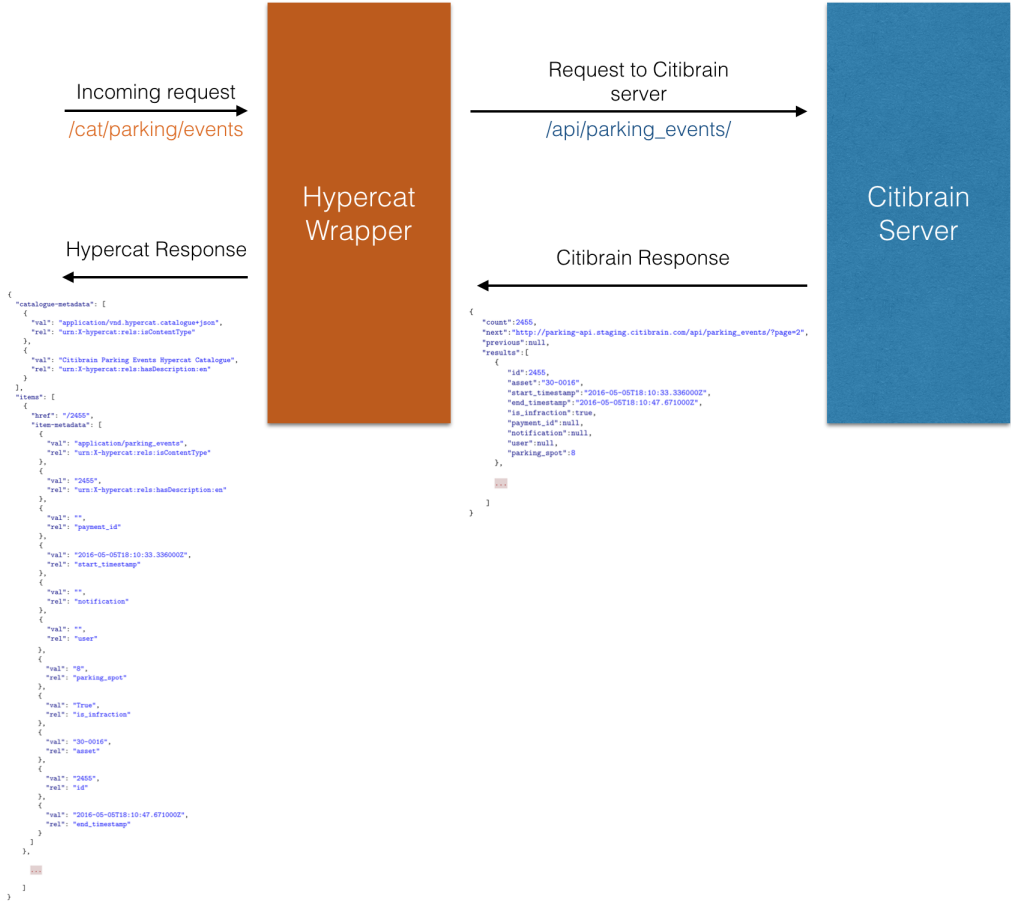 Incoming request
/cat/parking/events
Hypercat
Wrapper
Request to Citibrain
server
/api/parking_events/
Citibrain
Server
Hypercat Response
{
"catalogue-metadata": [
{
"val": "application/vnd.hypercat.catalogue+json",
"rel": "urn:X-hypercat:rels:isContentType"
},
{
"val": "Citibrain Parking Events Hypercat Catalogue",
"rel": "urn:X-hypercat:rels:hasDescription:en"
}
],
"items": [
{
"href": "/2455",
"item-metadata": [
{
"val": "application/parking_events",
"rel": "urn:X-hypercat:rels:isContentType"
},
{
"val": "2455",
"rel": "urn:X-hypercat:rels:hasDescription:en"
},
{
"val": "",
"rel": "payment_id"
},
{
"val": "2016-05-05T18:10:33.336000Z",
"rel": "start_timestamp"
},
{
"val": "",
"rel": "notification"
},
{
"val": "",
"rel": "user"
},
{
"val": "8",
"rel": "parking_spot"
},
{
"val": "True",
"rel": "is_infraction"
},
{
"val": "30-0016",
"rel": "asset"
},
{
"val": "2455",
"rel": "id"
},
{
"val": "2016-05-05T18:10:47.671000Z",
"rel": "end_timestamp"
}
]
},
...
]
}
Citibrain Response
{
"count":2455,
"next":"http://parking-api.staging.citibrain.com/api/parking_events/?page=2",
"previous":null,
"results":[
{
"id":2455,
"asset":"30-0016",
"start_timestamp":"2016-05-05T18:10:33.336000Z",
"end_timestamp":"2016-05-05T18:10:47.671000Z",
"is_infraction":true,
"payment_id":null,
"notification":null,
"user":null,
"parking_spot":8
},
...
]
}